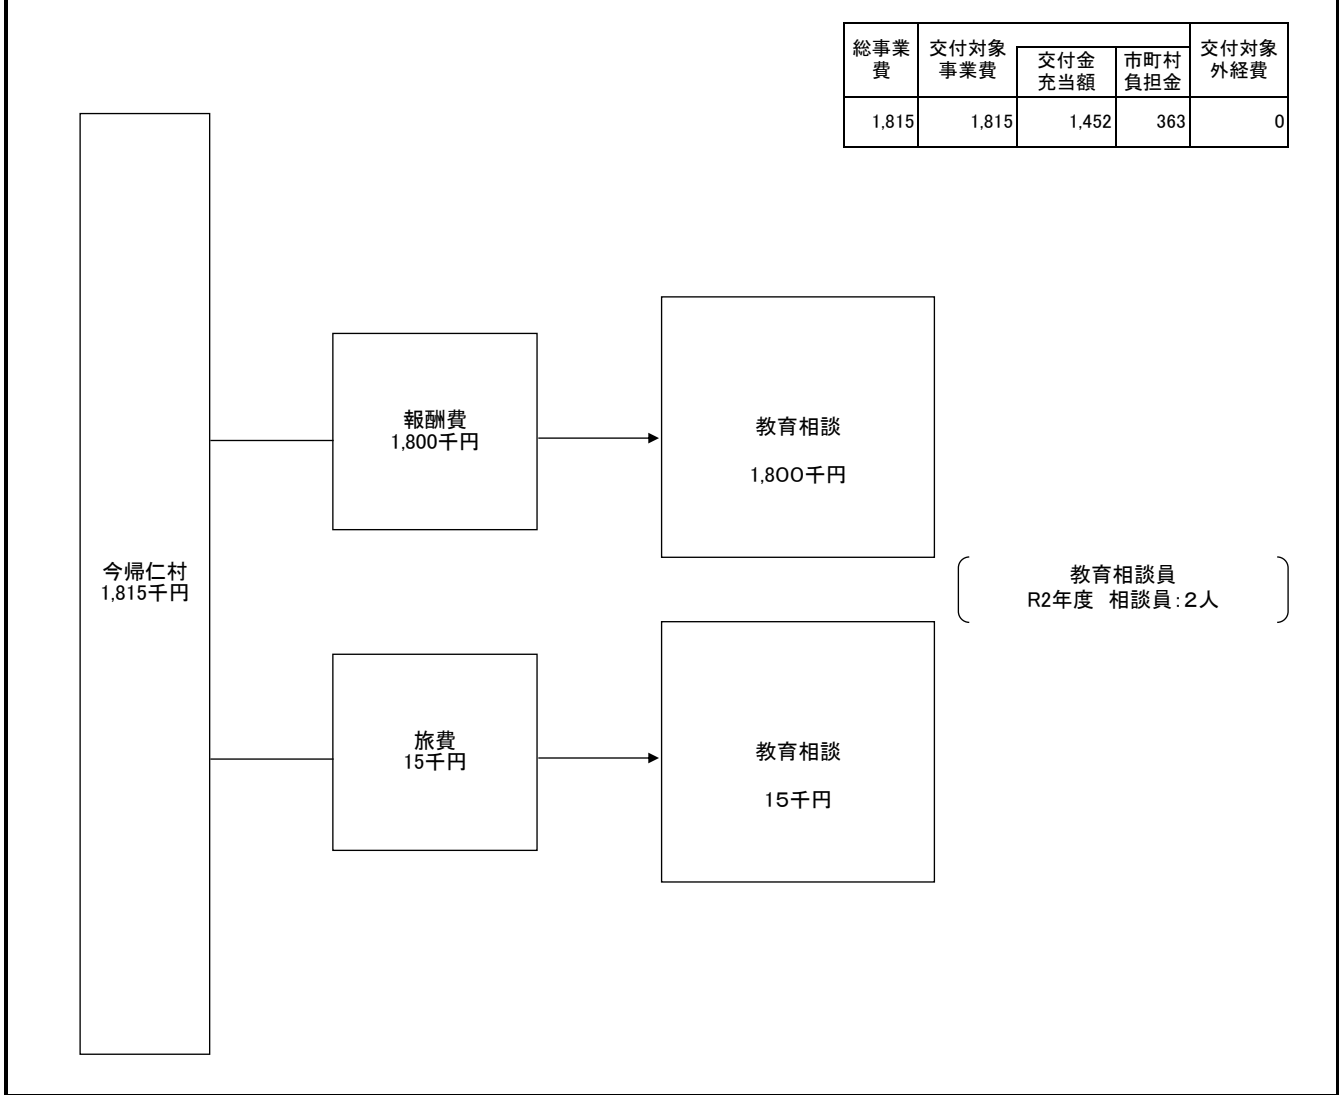 総事業
費
交付対象
事業費
交付金
充当額
市町村
負担金
交付対象
外経費
1,815
1,815
1,452
363
0
今帰仁村
1,815千円
報酬費
1,800千円
教育相談
1,8００千円
旅費
15千円
教育相談
1５千円
教育相談員
R2年度　相談員：２人